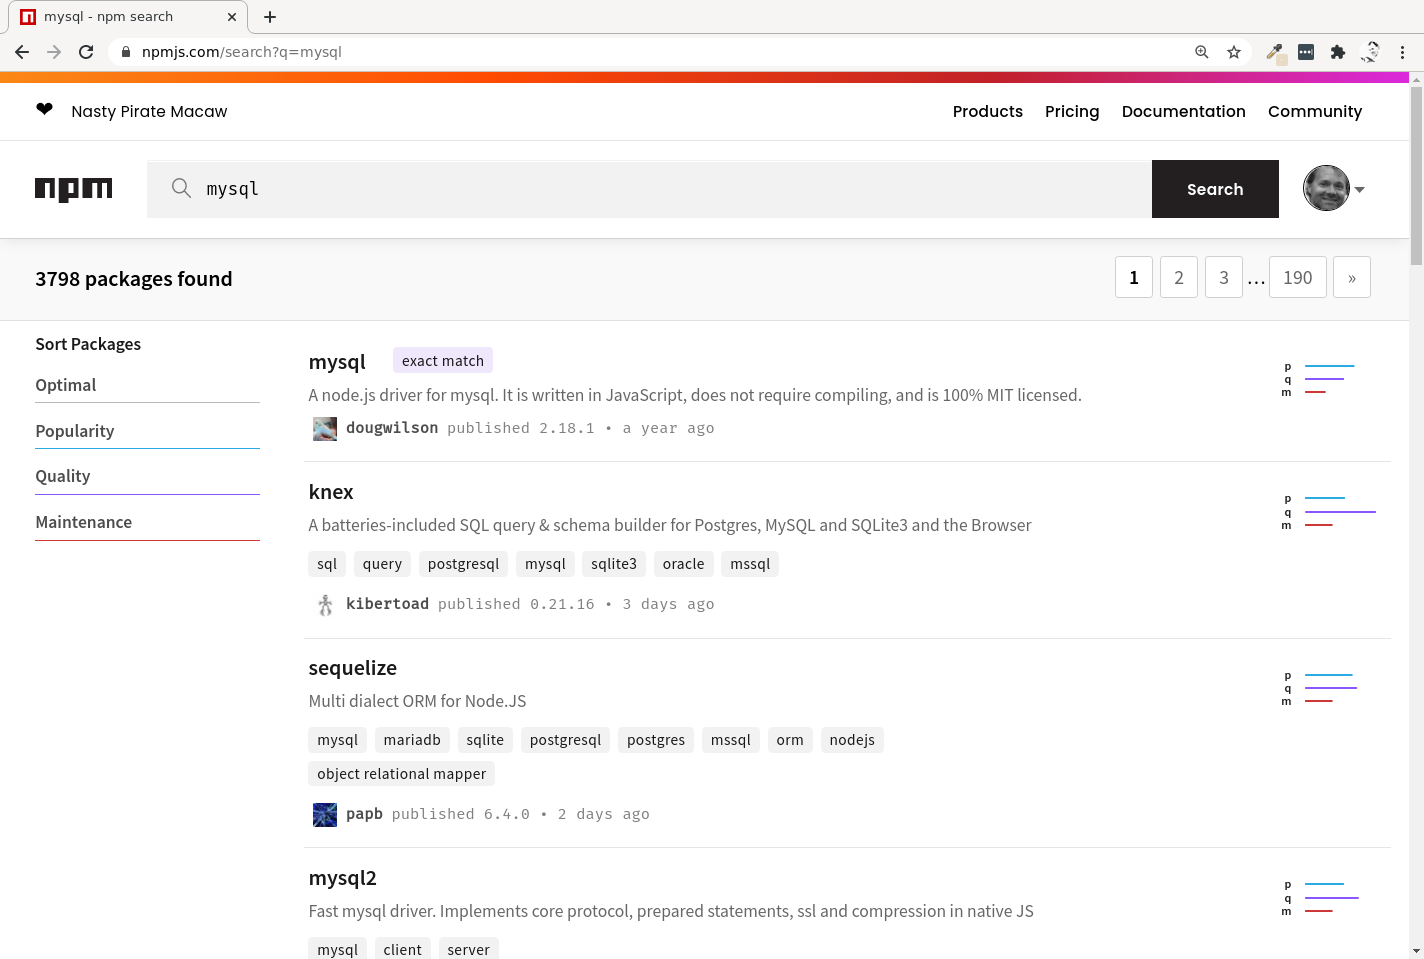 mysql - npm search
npmjs.com/search?q=mysql
❤ Nasty Pirate Macaw
Products Pricing Documentation Community
npm
mysql
Search
3798 packages found
1 2 3 ... 190 »
Sort Packages
Optimal
Popularity
Quality
Maintenance
mysql exact match
A node.js driver for mysql. It is written in JavaScript, does not require compiling, and is 100% MIT licensed.
dougwilson published 2.18.1 • a year ago
p
q
m
knex
A batteries-included SQL query & schema builder for Postgres, MySQL and SQLite3 and the Browser
sql query postgresql mysql sqlite3 oracle mssql
kibertoad published 0.21.16 • 3 days ago
p
q
m
sequelize
Multi dialect ORM for Node.JS
mysql mariadb sqlite postgresql postgres mssql orm nodejs
object relational mapper
papb published 6.4.0 • 2 days ago
p
q
m
mysql2
Fast mysql driver. Implements core protocol, prepared statements, ssl and compression in native JS
mysql client server
p
q
m